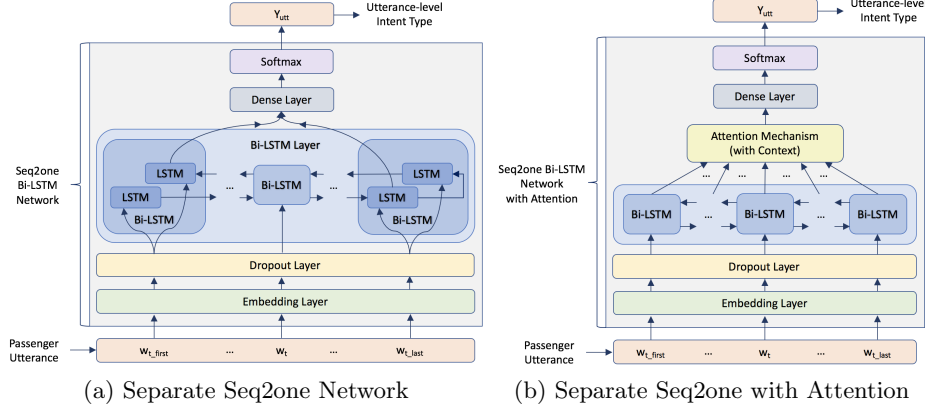 Y_utt
Utterance-level
Intent Type
Softmax
Dense Layer
Bi-LSTM Layer
LSTM
LSTM
LSTM
LSTM
...
Bi-LSTM
...
...
...
Bi-LSTM
Bi-LSTM
Seq2one
Bi-LSTM
Network
Dropout Layer
Embedding Layer
Passenger
Utterance
w_t_first
...
w_t
...
w_t_last
(a) Separate Seq2one Network
Y_utt
Utterance-level
Intent Type
Softmax
Dense Layer
Attention Mechanism
(with Context)
... ...
... ...
Seq2one Bi-LSTM
Network
with Attention
Bi-LSTM
...
Bi-LSTM
...
Bi-LSTM
Dropout Layer
Embedding Layer
Passenger
Utterance
w_t_first
...
w_t
...
w_t_last
(b) Separate Seq2one with Attention